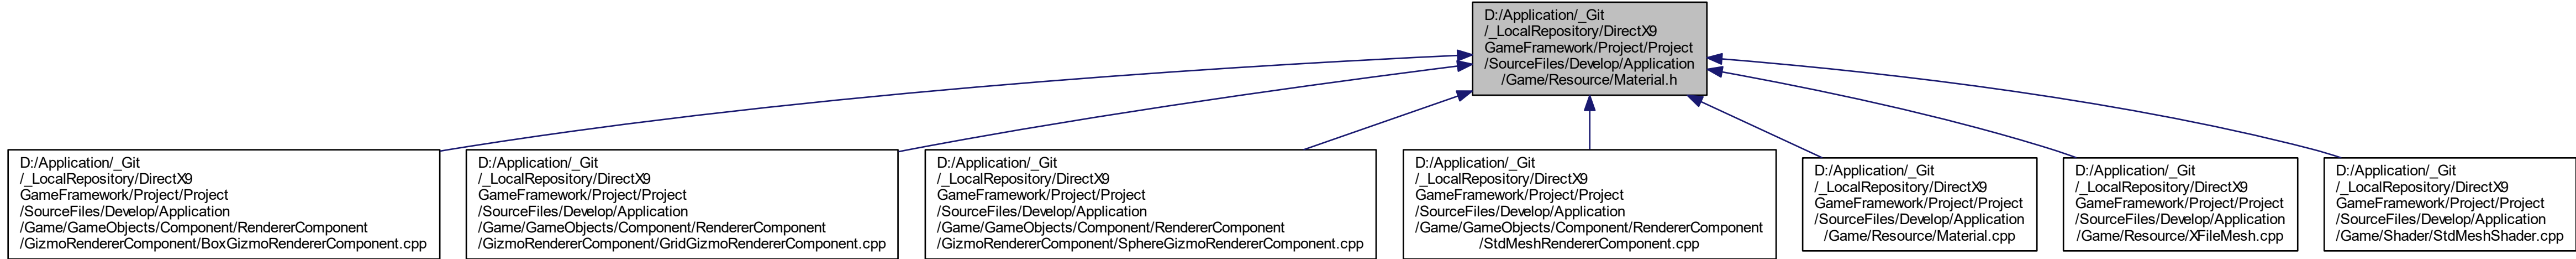 D:/Application/_Git
/_LocalRepository/DirectX9
GameFramework/Project/Project
/SourceFiles/Develop/Application
/Game/Resource/Material.h
D:/Application/_Git
/_LocalRepository/DirectX9
GameFramework/Project/Project
/SourceFiles/Develop/Application
/Game/GameObjects/Component/RendererComponent
/GizmoRendererComponent/BoxGizmoRendererComponent.cpp
D:/Application/_Git
/_LocalRepository/DirectX9
GameFramework/Project/Project
/SourceFiles/Develop/Application
/Game/GameObjects/Component/RendererComponent
/GizmoRendererComponent/GridGizmoRendererComponent.cpp
D:/Application/_Git
/_LocalRepository/DirectX9
GameFramework/Project/Project
/SourceFiles/Develop/Application
/Game/GameObjects/Component/RendererComponent
/GizmoRendererComponent/SphereGizmoRendererComponent.cpp
D:/Application/_Git
/_LocalRepository/DirectX9
GameFramework/Project/Project
/SourceFiles/Develop/Application
/Game/GameObjects/Component/RendererComponent
/StdMeshRendererComponent.cpp
D:/Application/_Git
/_LocalRepository/DirectX9
GameFramework/Project/Project
/SourceFiles/Develop/Application
/Game/Resource/Material.cpp
D:/Application/_Git
/_LocalRepository/DirectX9
GameFramework/Project/Project
/SourceFiles/Develop/Application
/Game/Resource/XFileMesh.cpp
D:/Application/_Git
/_LocalRepository/DirectX9
GameFramework/Project/Project
/SourceFiles/Develop/Application
/Game/Shader/StdMeshShader.cpp